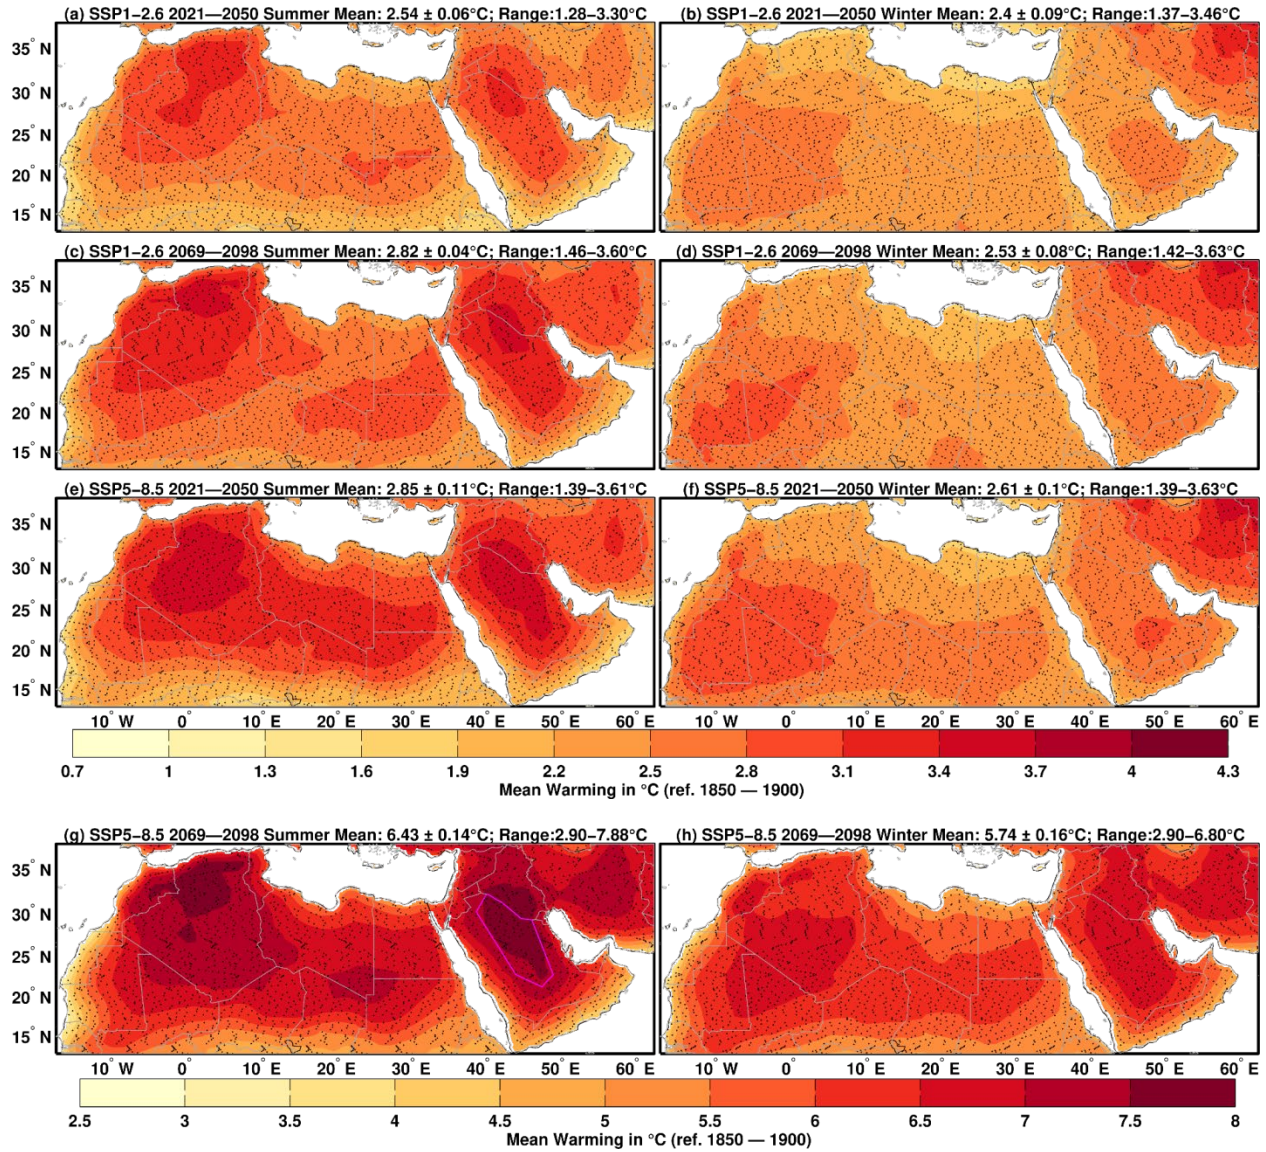 (a) SSP1−2.6 2021—2050 Summer Mean: 2.54 ± 0.06°C; Range:1.28−3.30°C
(b) SSP1−2.6 2021—2050 Winter Mean: 2.4 ± 0.09°C; Range:1.37−3.46°C
35° N
30° N
25° N
20° N
15° N
(c) SSP1−2.6 2069—2098 Summer Mean: 2.82 ± 0.04°C; Range:1.46−3.60°C
(d) SSP1−2.6 2069—2098 Winter Mean: 2.53 ± 0.08°C; Range:1.42−3.63°C
35° N
30° N
25° N
20° N
15° N
(e) SSP5−8.5 2021—2050 Summer Mean: 2.85 ± 0.11°C; Range:1.39−3.61°C
(f) SSP5−8.5 2021—2050 Winter Mean: 2.61 ± 0.1°C; Range:1.39−3.63°C
35° N
30° N
25° N
20° N
15° N
10° W 0° 10° E 20° E 30° E 40° E 50° E 60° E 10° W 0° 10° E 20° E 30° E 40° E 50° E 60° E
0.7 1 1.3 1.6 1.9 2.2 2.5 2.8 3.1 3.4 3.7 4 4.3
Mean Warming in °C (ref. 1850 — 1900)
(g) SSP5−8.5 2069—2098 Summer Mean: 6.43 ± 0.14°C; Range:2.90−7.88°C
(h) SSP5−8.5 2069—2098 Winter Mean: 5.74 ± 0.16°C; Range:2.90−6.80°C
35° N
30° N
25° N
20° N
15° N
10° W 0° 10° E 20° E 30° E 40° E 50° E 60° E 10° W 0° 10° E 20° E 30° E 40° E 50° E 60° E
2.5 3 3.5 4 4.5 5 5.5 6 6.5 7 7.5 8
Mean Warming in °C (ref. 1850 — 1900)